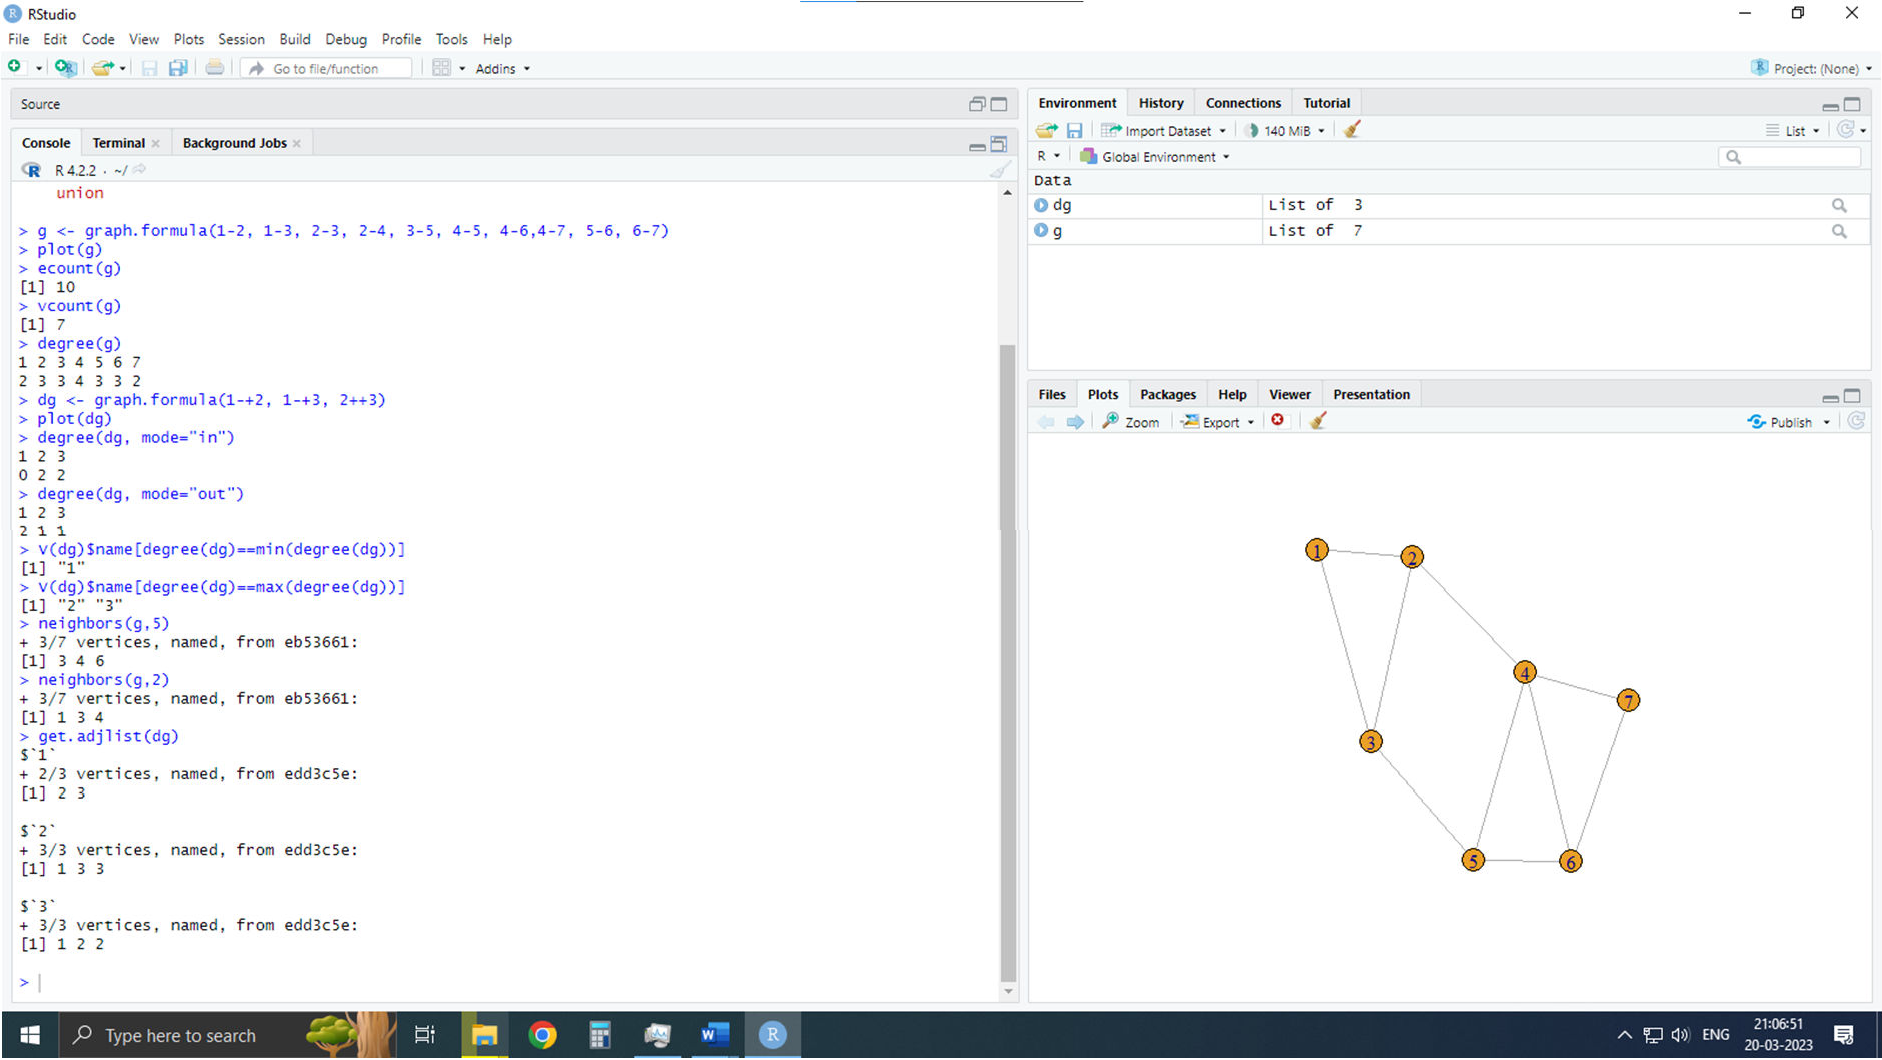 RStudio
File Edit Code View Plots Session Build Debug Profile Tools Help
Go to file/function
Addins
Project: (None)
Source
Console Terminal Background Jobs
R 4.2.2 · ~/
union
> g <- graph.formula(1-2, 1-3, 2-3, 2-4, 3-5, 4-5, 4-6,4-7, 5-6, 6-7)
> plot(g)
> ecount(g)
[1] 10
> vcount(g)
[1] 7
> degree(g)
1 2 3 4 5 6 7
2 3 3 4 3 3 2
> dg <- graph.formula(1-+2, 1-+3, 2++3)
> plot(dg)
> degree(dg, mode="in")
1 2 3
0 2 2
> degree(dg, mode="out")
1 2 3
2 1 1
> V(dg)$name[degree(dg)==min(degree(dg))]
[1] "1"
> V(dg)$name[degree(dg)==max(degree(dg))]
[1] "2" "3"
> neighbors(g,5)
+ 3/7 vertices, named, from eb53661:
[1] 3 4 6
> neighbors(g,2)
+ 3/7 vertices, named, from eb53661:
[1] 1 3 4
> get.adjlist(dg)
$`1`
+ 2/3 vertices, named, from edd3c5e:
[1] 2 3
$`2`
+ 3/3 vertices, named, from edd3c5e:
[1] 1 3 3
$`3`
+ 3/3 vertices, named, from edd3c5e:
[1] 1 2 2
>
Environment History Connections Tutorial
Import Dataset 140 MiB List
R Global Environment
Data
dg List of 3
g List of 7
Files Plots Packages Help Viewer Presentation
Zoom Export Publish
1
2
4
7
3
5
6
Type here to search
ENG
21:06:51
20-03-2023